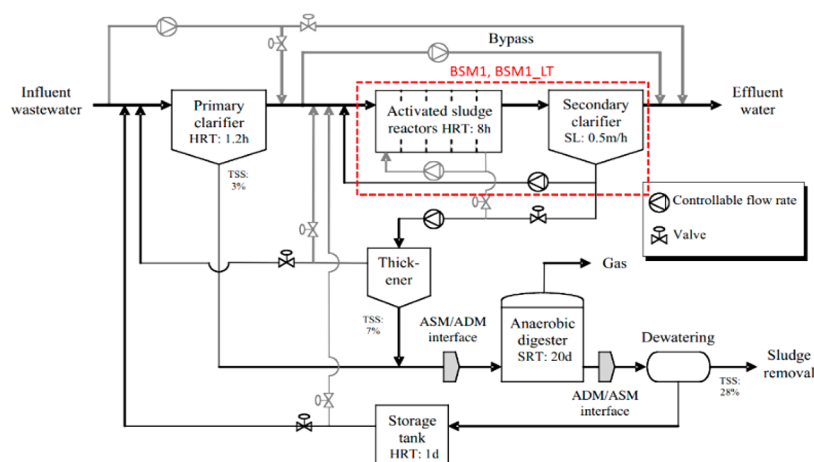 Bypass
BSM1, BSM1_LT
Influent
wastewater
Primary
clarifier
HRT: 1.2h
Activated sludge
reactors HRT: 8h
Secondary
clarifier
SL: 0.5m/h
Effluent
water
TSS:
3%
Controllable flow rate
Valve
Thick-
ener
Gas
TSS:
7%
ASM/ADM
interface
Anaerobic
digester
SRT: 20d
Dewatering
Sludge
removal
TSS:
28%
ADM/ASM
interface
Storage
tank
HRT: 1d